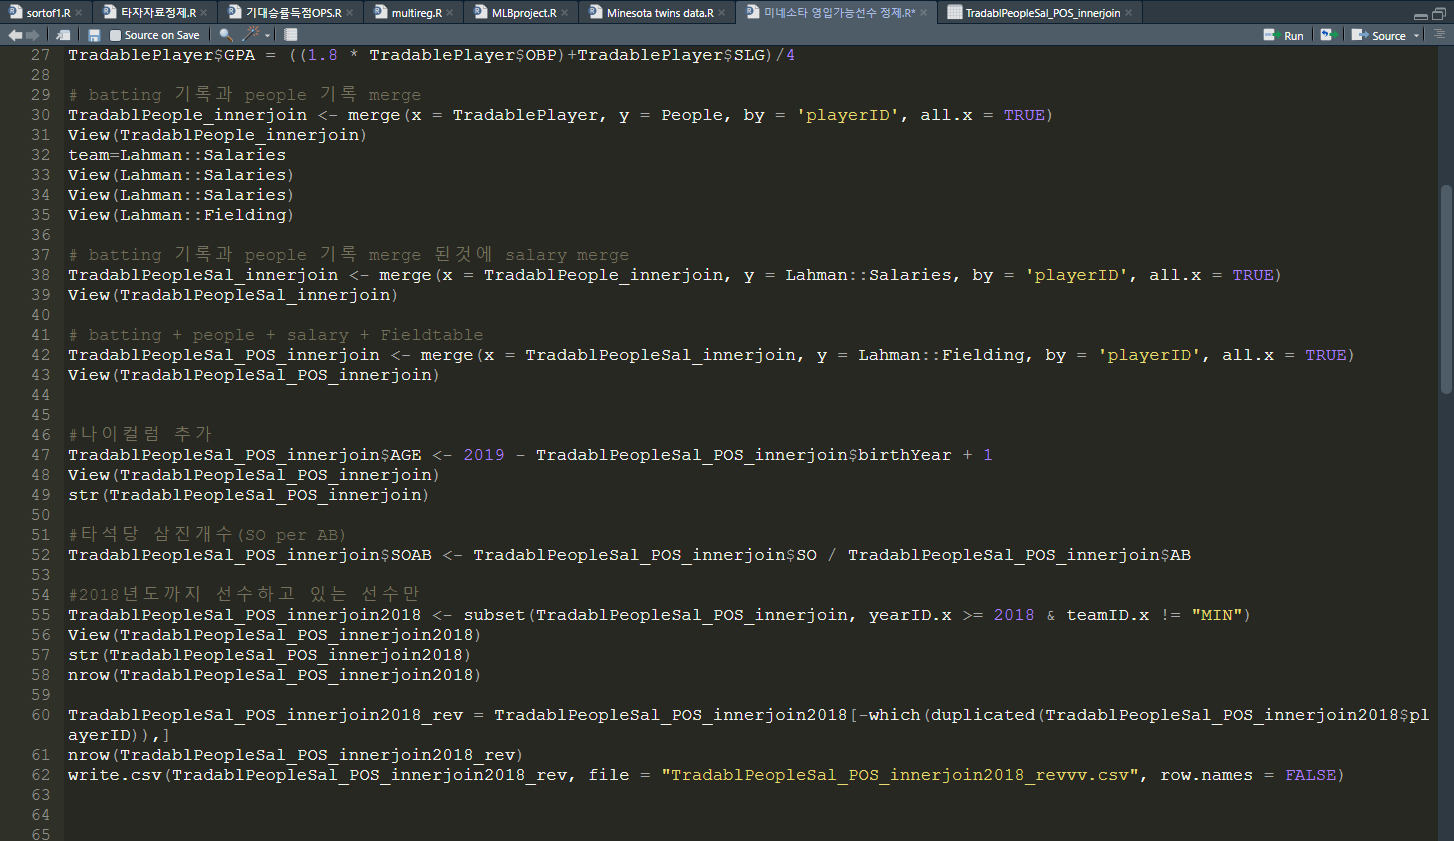 sortof1.R
타자자료정제.R
기대승률득점OPS.R
multireg.R
MLBproject.R
Minesota twins data.R
미네소타 영입가능선수 정제.R*
TradablPeopleSal_POS_innerjoin
Source on Save
Run
Source
27 TradablePlayer$GPA = ((1.8 * TradablePlayer$OBP)+TradablePlayer$SLG)/4
28
29 # batting 기록과 people 기록 merge
30 TradablPeople_innerjoin <- merge(x = TradablePlayer, y = People, by = 'playerID', all.x = TRUE)
31 View(TradablPeople_innerjoin)
32 team=Lahman::Salaries
33 View(Lahman::Salaries)
34 View(Lahman::Salaries)
35 View(Lahman::Fielding)
36
37 # batting 기록과 people 기록 merge 된것에 salary merge
38 TradablPeopleSal_innerjoin <- merge(x = TradablPeople_innerjoin, y = Lahman::Salaries, by = 'playerID', all.x = TRUE)
39 View(TradablPeopleSal_innerjoin)
40
41 # batting + people + salary + Fieldtable
42 TradablPeopleSal_POS_innerjoin <- merge(x = TradablPeopleSal_innerjoin, y = Lahman::Fielding, by = 'playerID', all.x = TRUE)
43 View(TradablPeopleSal_POS_innerjoin)
44
45
46 #나이컬럼 추가
47 TradablPeopleSal_POS_innerjoin$AGE <- 2019 - TradablPeopleSal_POS_innerjoin$birthYear + 1
48 View(TradablPeopleSal_POS_innerjoin)
49 str(TradablPeopleSal_POS_innerjoin)
50
51 #타석당 삼진개수(SO per AB)
52 TradablPeopleSal_POS_innerjoin$SOAB <- TradablPeopleSal_POS_innerjoin$SO / TradablPeopleSal_POS_innerjoin$AB
53
54 #2018년도까지 선수하고 있는 선수만
55 TradablPeopleSal_POS_innerjoin2018 <- subset(TradablPeopleSal_POS_innerjoin, yearID.x >= 2018 & teamID.x != "MIN")
56 View(TradablPeopleSal_POS_innerjoin2018)
57 str(TradablPeopleSal_POS_innerjoin2018)
58 nrow(TradablPeopleSal_POS_innerjoin2018)
59
60 TradablPeopleSal_POS_innerjoin2018_rev = TradablPeopleSal_POS_innerjoin2018[-which(duplicated(TradablPeopleSal_POS_innerjoin2018$pl
ayerID)),]
61 nrow(TradablPeopleSal_POS_innerjoin2018_rev)
62 write.csv(TradablPeopleSal_POS_innerjoin2018_rev, file = "TradablPeopleSal_POS_innerjoin2018_revvv.csv", row.names = FALSE)
63
64
65